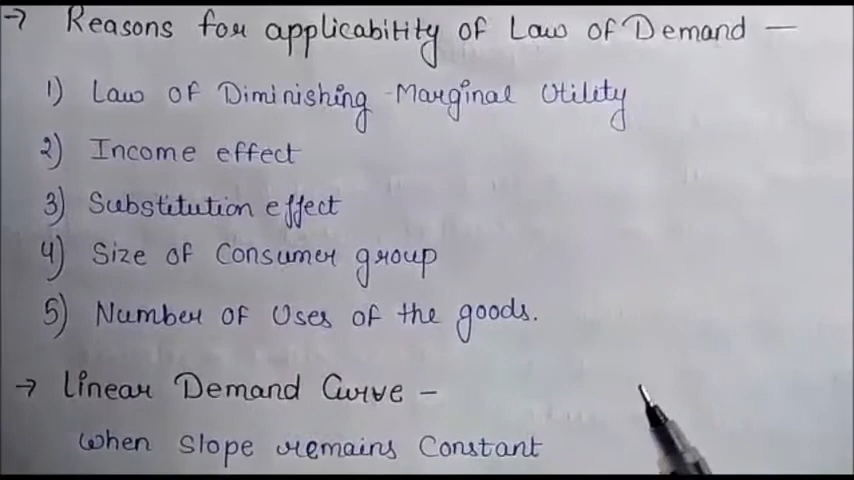 → Reasons for applicability of Law of Demand —
1) Law of Diminishing Marginal Utility
2) Income effect
3) Substitution effect
4) Size of Consumer group
5) Number of Uses of the goods.
→ Linear Demand Curve –
When Slope remains Constant